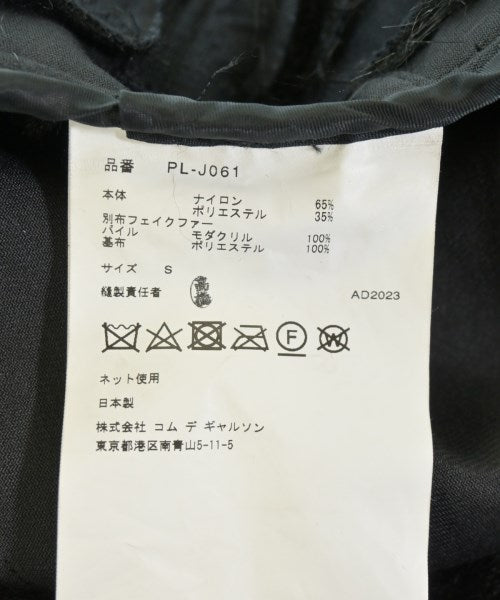 品番 PL-J061
本体 ナイロン 65%
ポリエステル 35%
別布フェイクファー
パイル モダクリル 100%
基布 ポリエステル 100%
サイズ S
縫製責任者
AD2023
F W
ネット使用
日本製
株式会社 コム デ ギャルソン
東京都港区南青山5-11-5